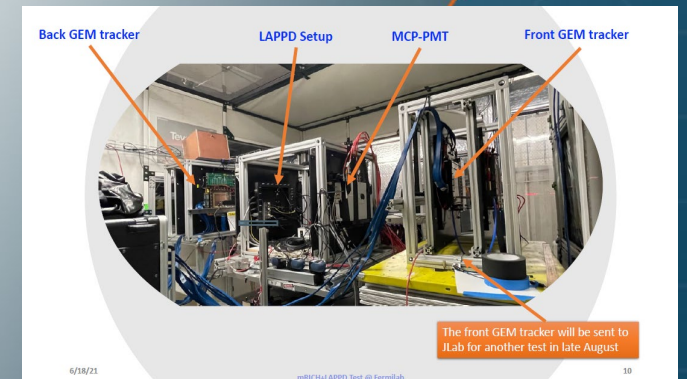 Back GEM tracker
LAPPD Setup
MCP-PMT
Front GEM tracker
The front GEM tracker will be sent to
JLab for another test in late August
6/18/21
mRICH+LAPPD Test @ Fermilab
10